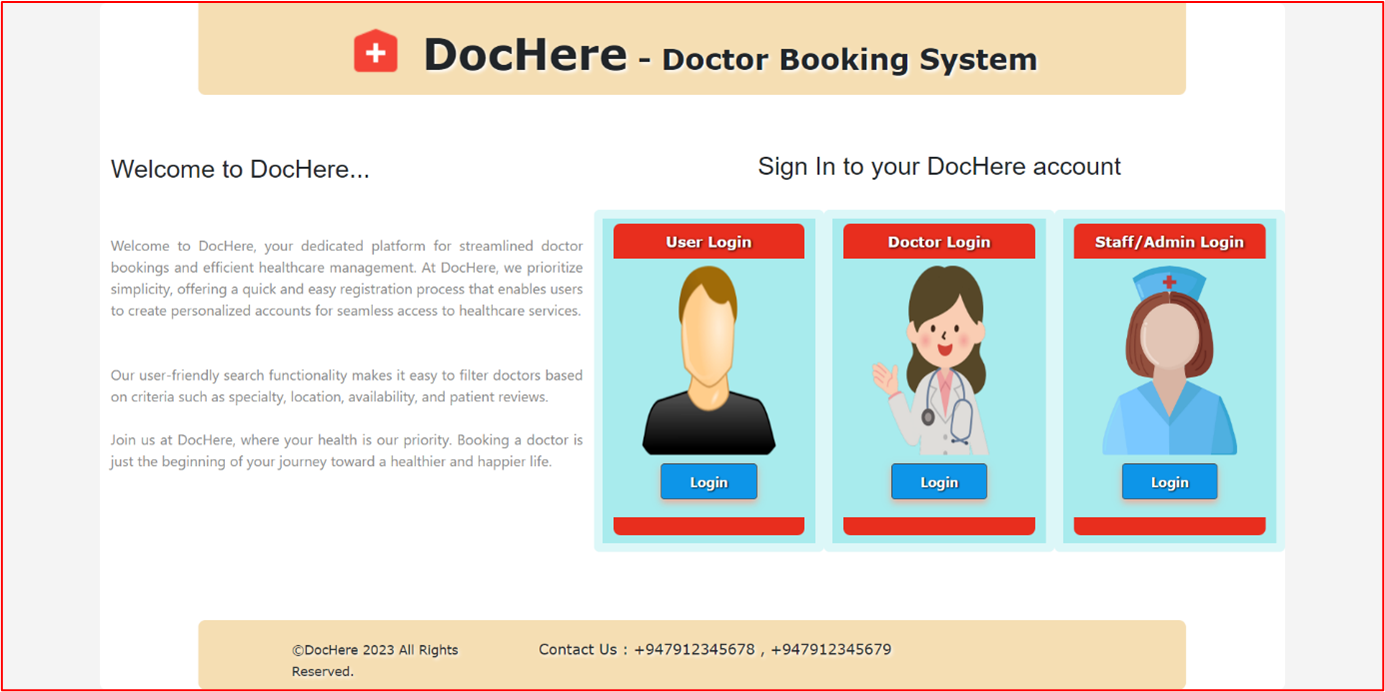 DocHere - Doctor Booking System
Welcome to DocHere...
Welcome to DocHere, your dedicated platform for streamlined doctor
bookings and efficient healthcare management. At DocHere, we prioritize
simplicity, offering a quick and easy registration process that enables users
to create personalized accounts for seamless access to healthcare services.
Our user-friendly search functionality makes it easy to filter doctors based
on criteria such as specialty, location, availability, and patient reviews.
Join us at DocHere, where your health is our priority. Booking a doctor is
just the beginning of your journey toward a healthier and happier life.
Sign In to your DocHere account
User Login
Login
Doctor Login
Login
Staff/Admin Login
Login
©DocHere 2023 All Rights
Reserved.
Contact Us : +947912345678 , +947912345679